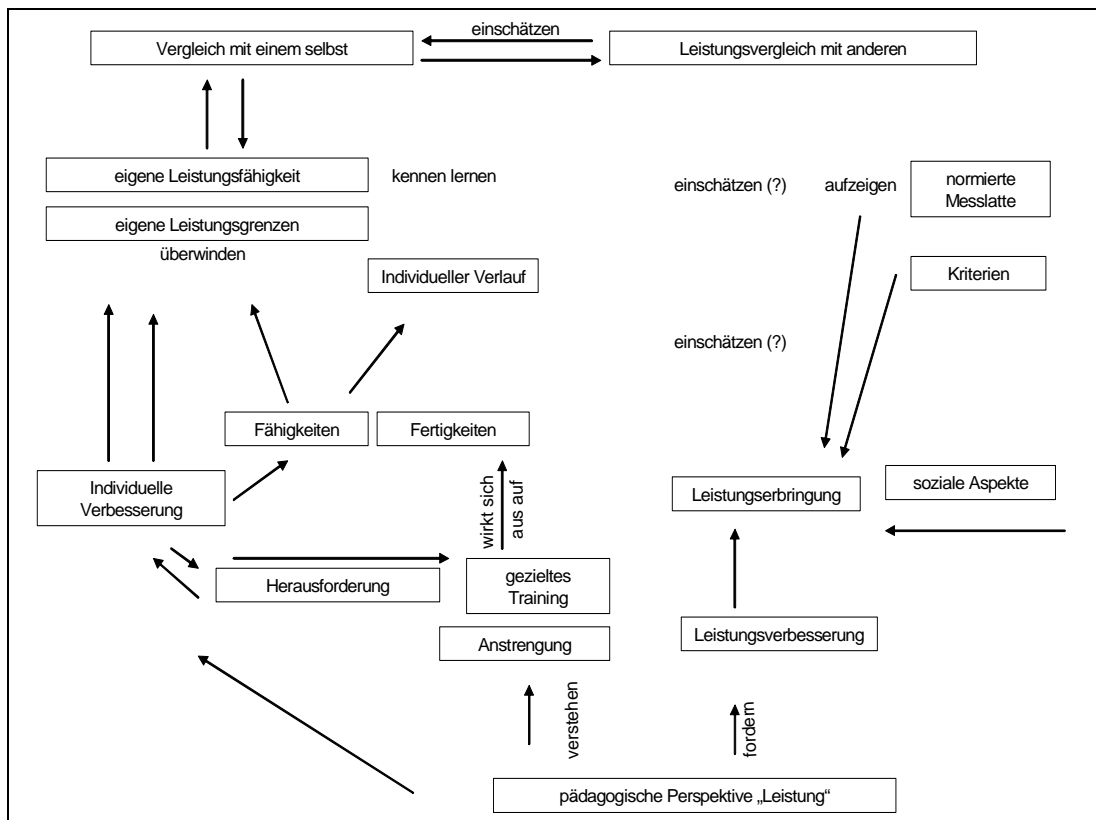 einschätzen
Vergleich mit einem selbst
Leistungsvergleich mit anderen
eigene Leistungsfähigkeit
kennen lernen
einschätzen (?)
aufzeigen
normierte
Messlatte
eigene Leistungsgrenzen
überwinden
Individueller Verlauf
Kriterien
einschätzen (?)
Fähigkeiten
Fertigkeiten
Individuelle
Verbesserung
wirkt sich
aus auf
Leistungserbringung
soziale Aspekte
Herausforderung
gezieltes
Training
Anstrengung
Leistungsverbesserung
verstehen
fordern
pädagogische Perspektive „Leistung“